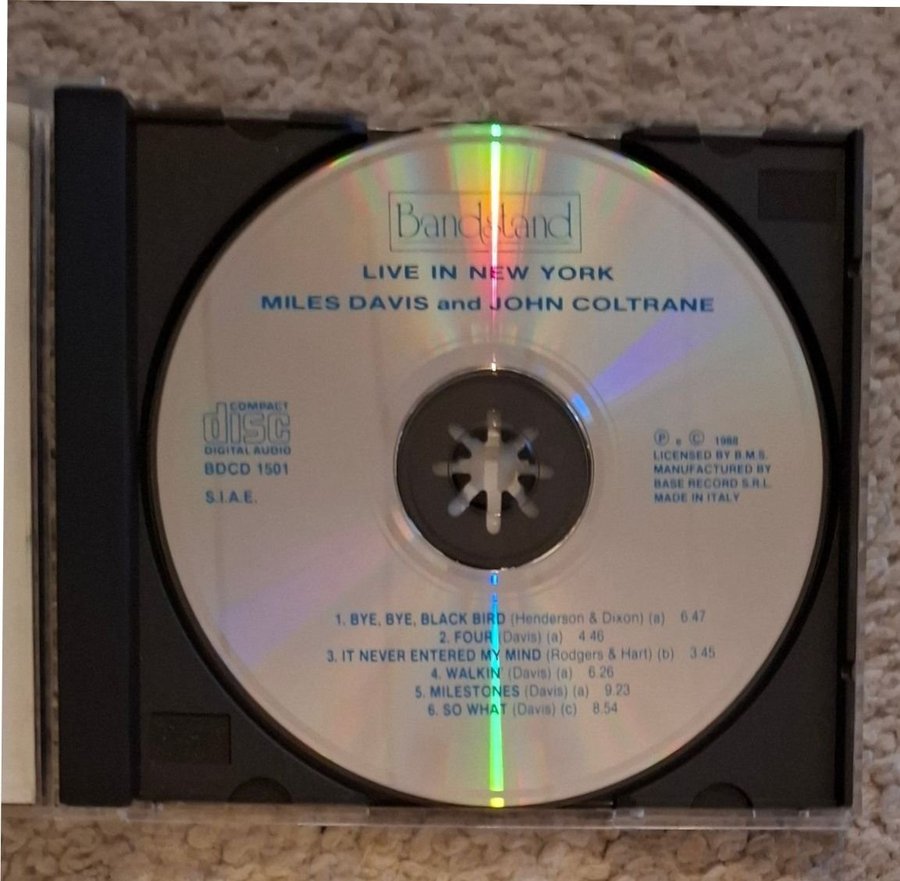 Bandstand
LIVE IN NEW YORK
MILES DAVIS and JOHN COLTRANE
COMPACT
disc
DIGITAL AUDIO
BDCD 1501
S.I.A.E.
Ⓟ e © 1988
LICENSED BY B.M.S.
MANUFACTURED BY
BASE RECORD S.R.L.
MADE IN ITALY
1. BYE, BYE, BLACK BIRD (Henderson & Dixon) (a) 6.47
2. FOUR (Davis) (a) 4.46
3. IT NEVER ENTERED MY MIND (Rodgers & Hart) (b) 3.45
4. WALKIN' (Davis) (a) 6.26
5. MILESTONES (Davis) (a) 9.23
6. SO WHAT (Davis) (c) 8.54